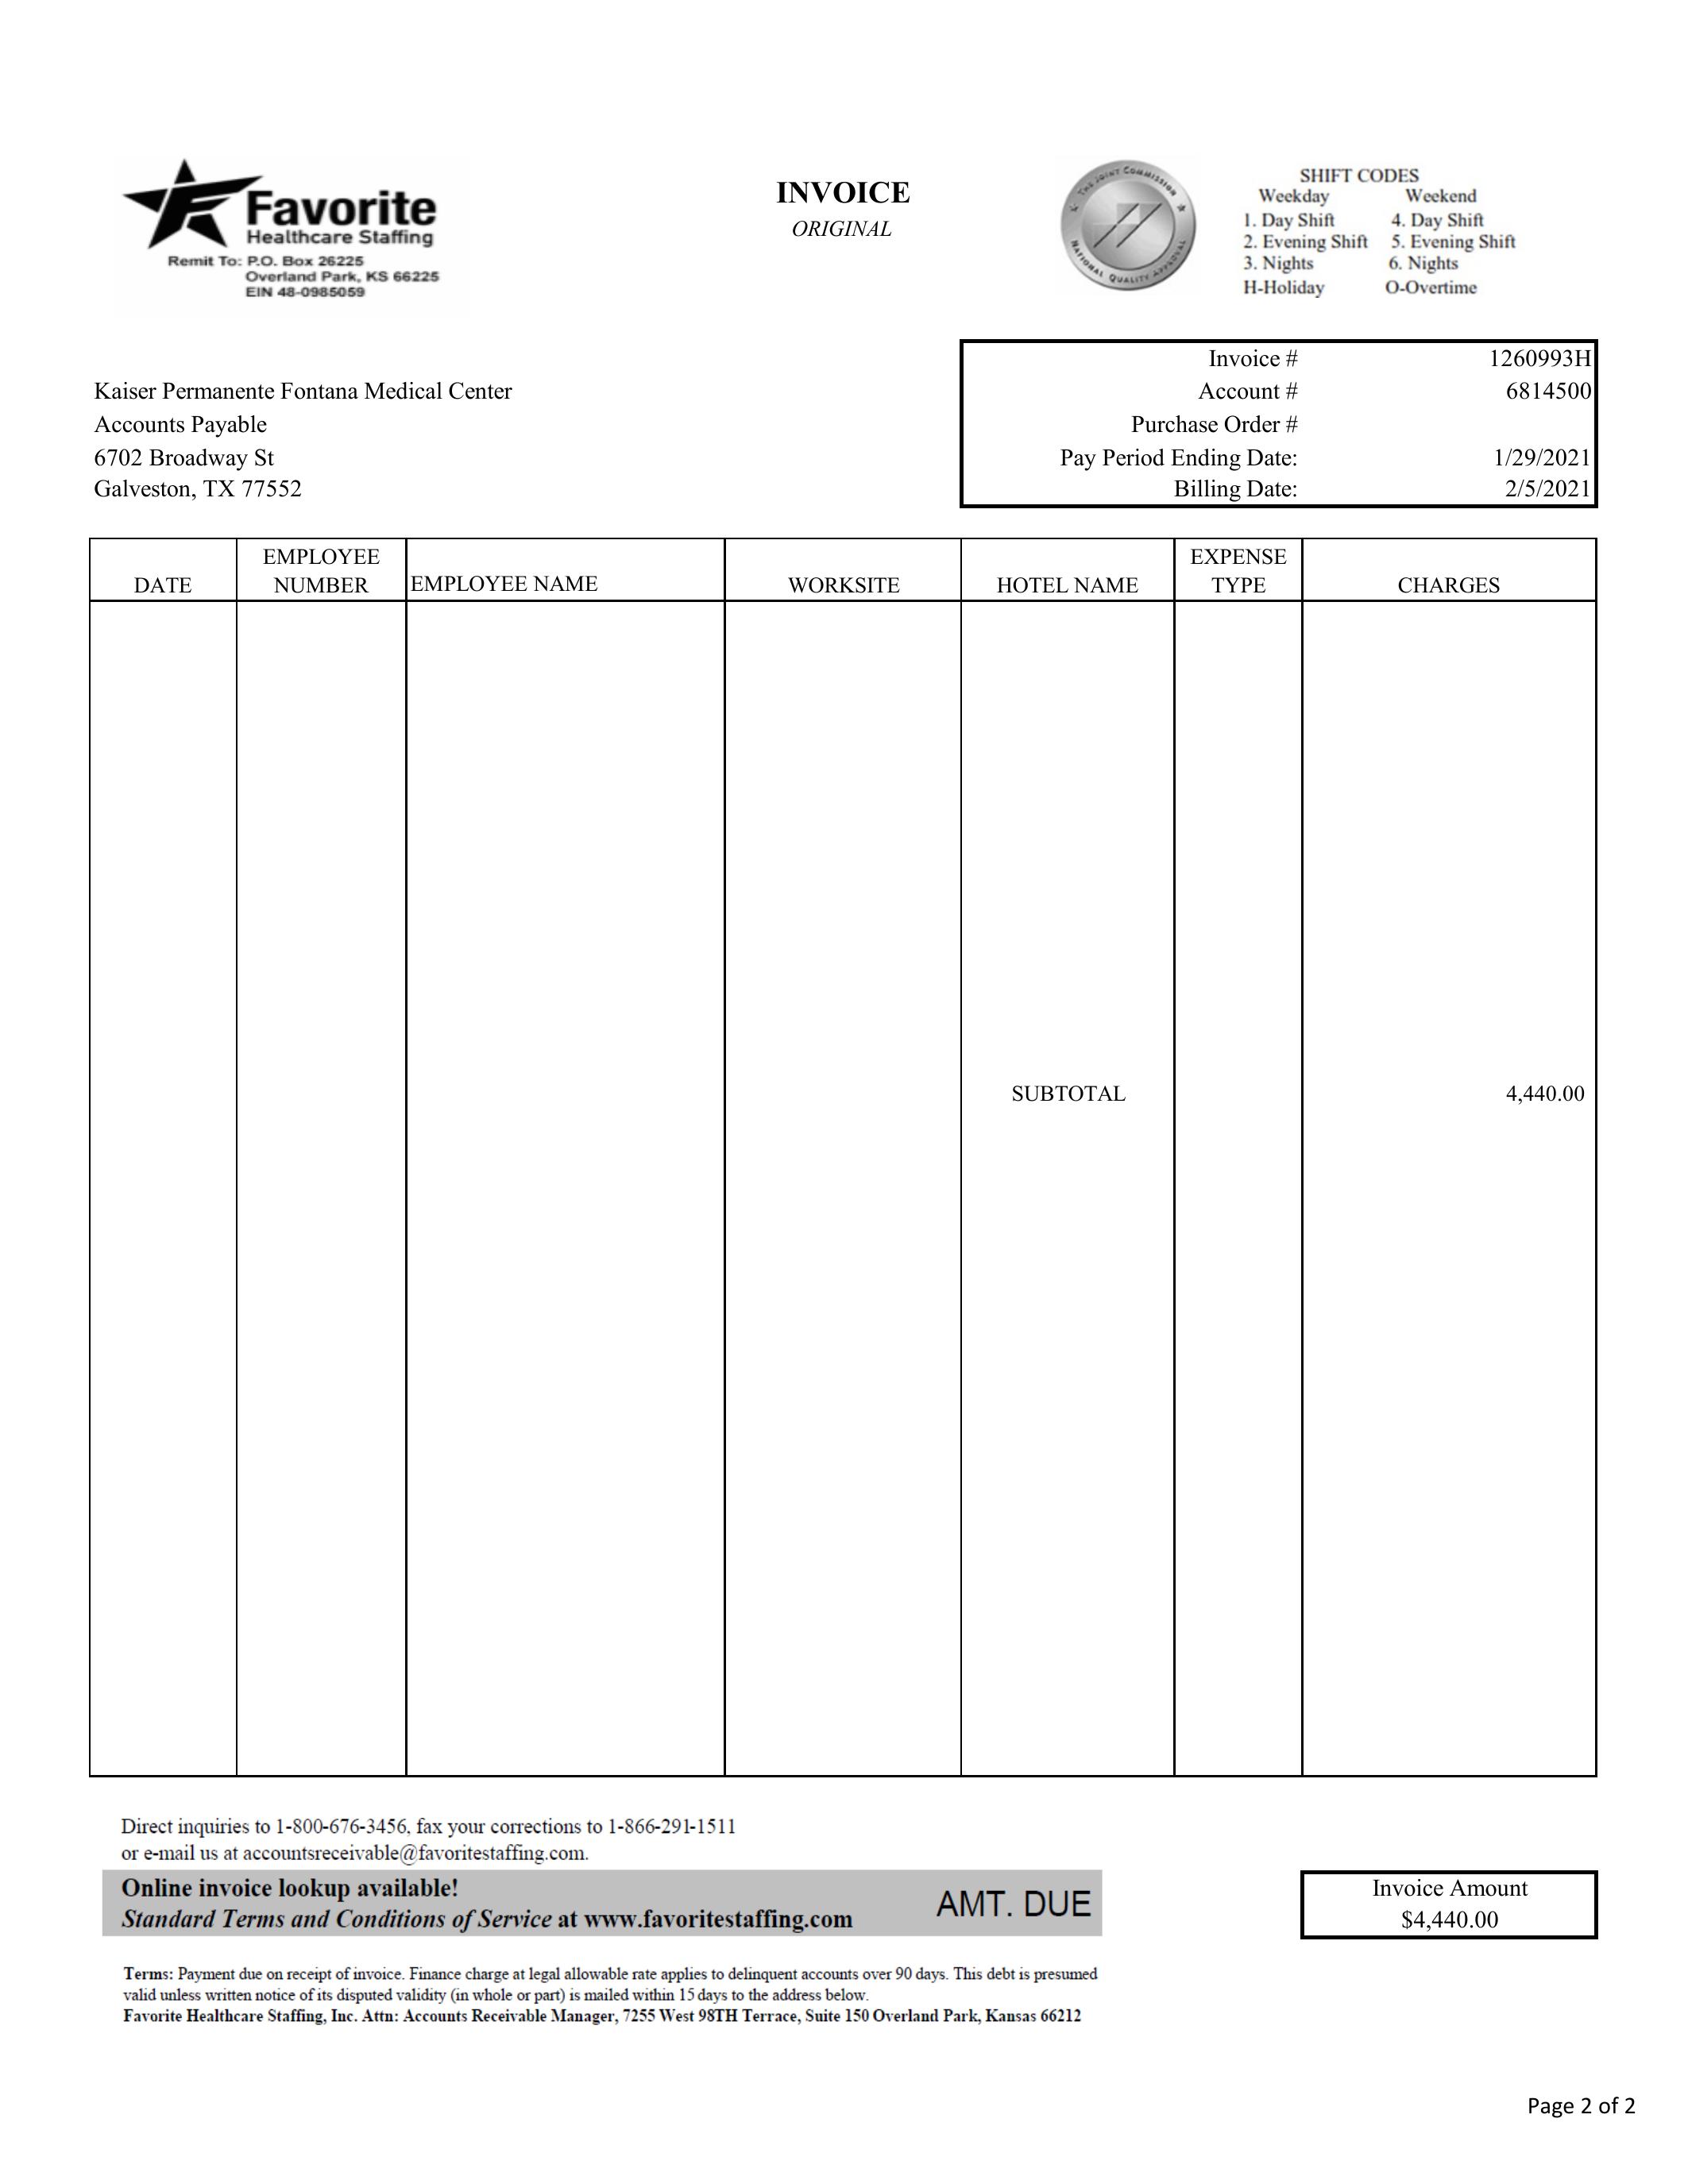 Favorite
Healthcare Staffing
Remit To: P.O. Box 26225
Overland Park, KS 66225
EIN 48-0985059
INVOICE
ORIGINAL
THE JOINT COMMISSION
NATIONAL QUALITY APPROVAL
SHIFT CODES
Weekday Weekend
1. Day Shift 4. Day Shift
2. Evening Shift 5. Evening Shift
3. Nights 6. Nights
H-Holiday O-Overtime
Kaiser Permanente Fontana Medical Center
Accounts Payable
6702 Broadway St
Galveston, TX 77552
Invoice # 1260993H
Account # 6814500
Purchase Order #
Pay Period Ending Date: 1/29/2021
Billing Date: 2/5/2021
DATE EMPLOYEE NUMBER EMPLOYEE NAME WORKSITE HOTEL NAME EXPENSE TYPE CHARGES
SUBTOTAL 4,440.00
Direct inquiries to 1-800-676-3456, fax your corrections to 1-866-291-1511
or e-mail us at accountsreceivable@favoritestaffing.com.
Online invoice lookup available!
Standard Terms and Conditions of Service at www.favoritestaffing.com
AMT. DUE
Invoice Amount
$4,440.00
Terms: Payment due on receipt of invoice. Finance charge at legal allowable rate applies to delinquent accounts over 90 days. This debt is presumed
valid unless written notice of its disputed validity (in whole or part) is mailed within 15 days to the address below.
Favorite Healthcare Staffing, Inc. Attn: Accounts Receivable Manager, 7255 West 98TH Terrace, Suite 150 Overland Park, Kansas 66212
Page 2 of 2